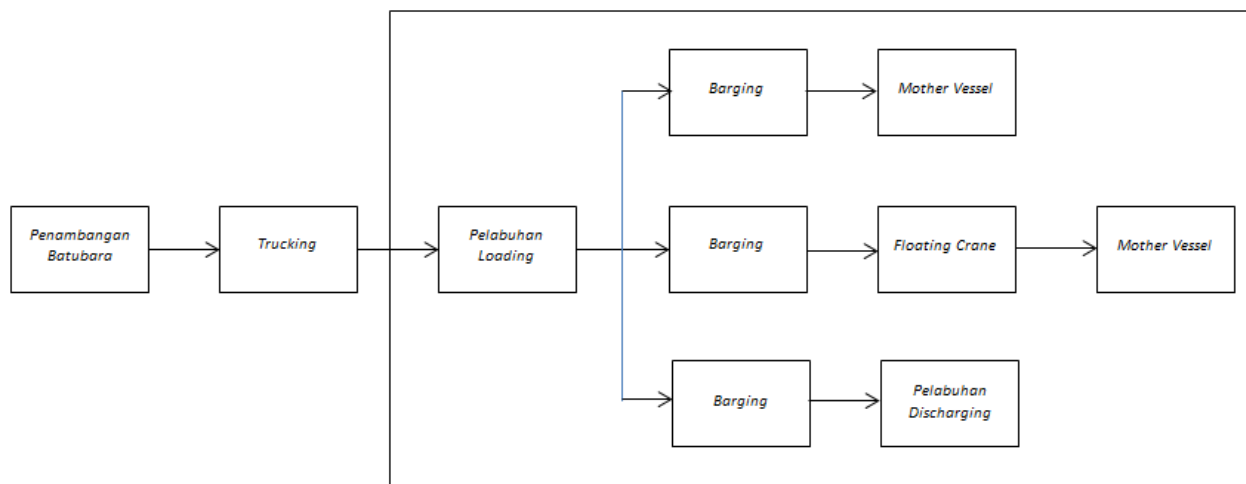 Barging
Mother Vessel
Penambangan
Batubara
Trucking
Pelabuhan
Loading
Barging
Floating Crane
Mother Vessel
Barging
Pelabuhan
Discharging